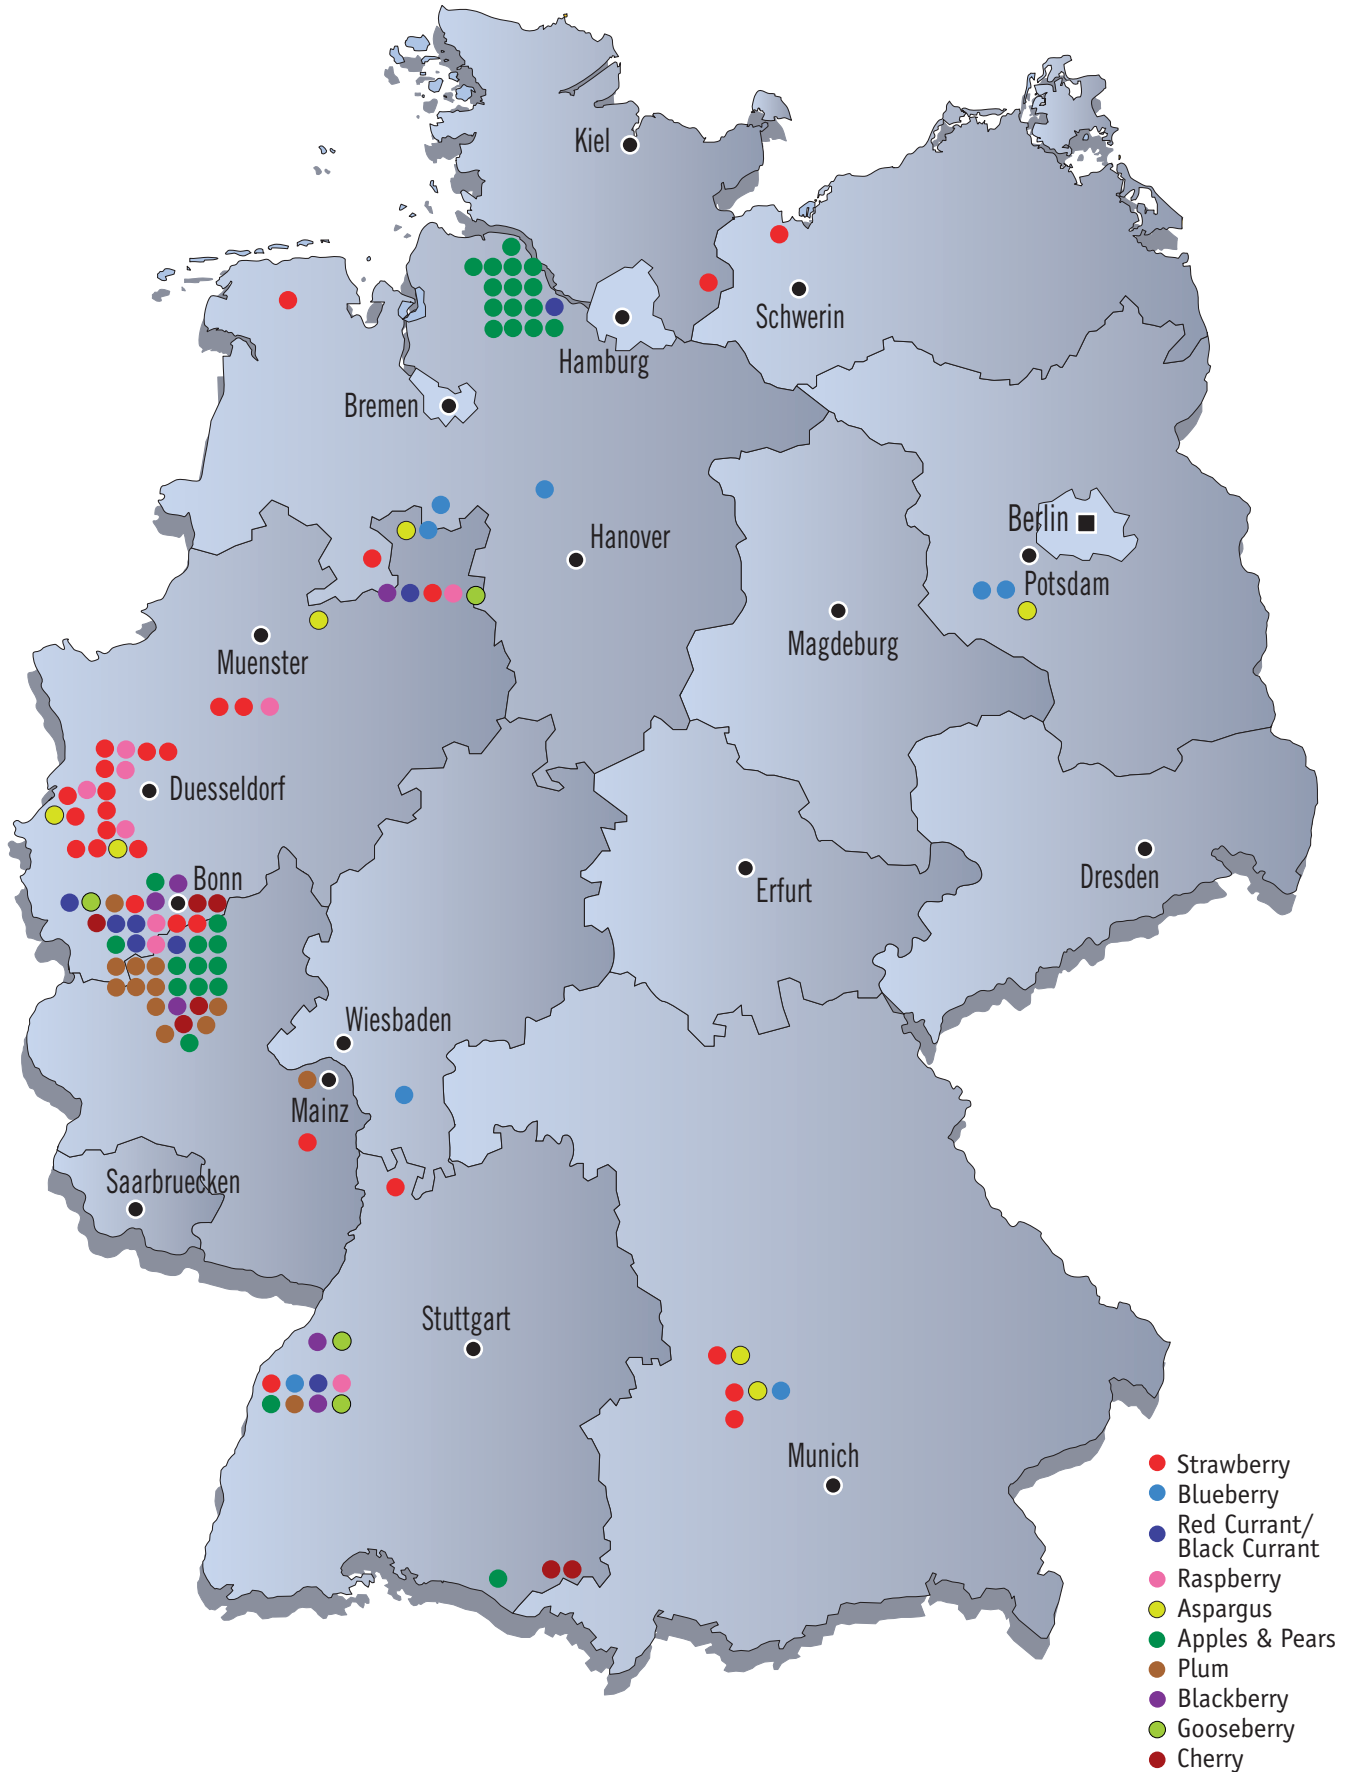 Kiel
Schwerin
Hamburg
Bremen
Hanover
Berlin
Potsdam
Magdeburg
Muenster
Duesseldorf
Dresden
Erfurt
Bonn
Wiesbaden
Mainz
Saarbruecken
Stuttgart
Munich
Strawberry
Blueberry
Red Currant/
Black Currant
Raspberry
Aspargus
Apples & Pears
Plum
Blackberry
Gooseberry
Cherry